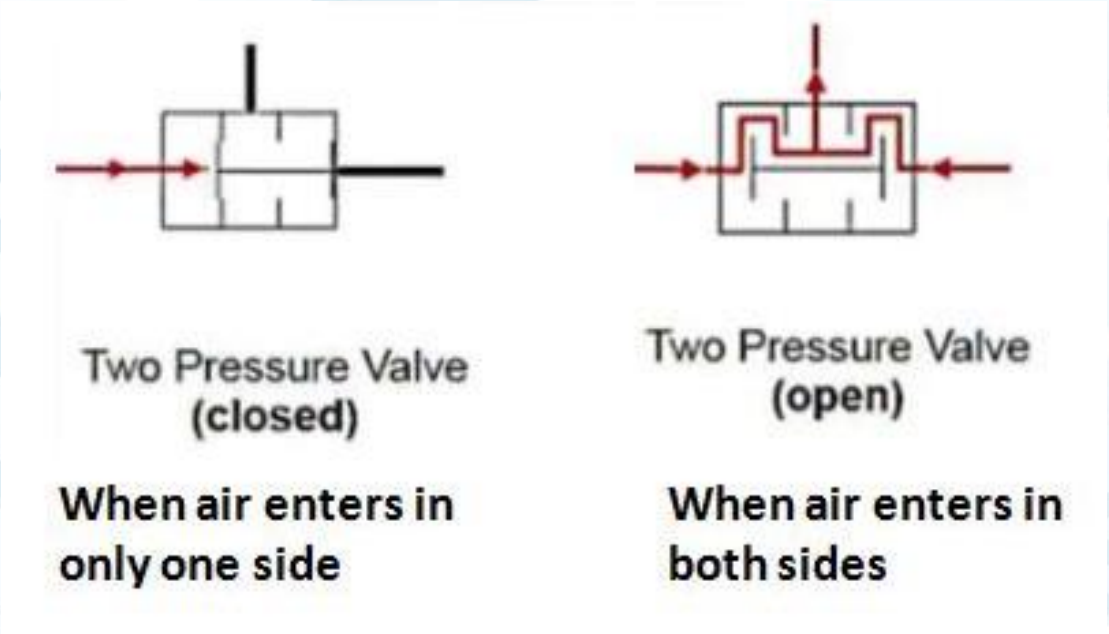 Two Pressure Valve
(closed)
When air enters in
only one side
Two Pressure Valve
(open)
When air enters in
both sides